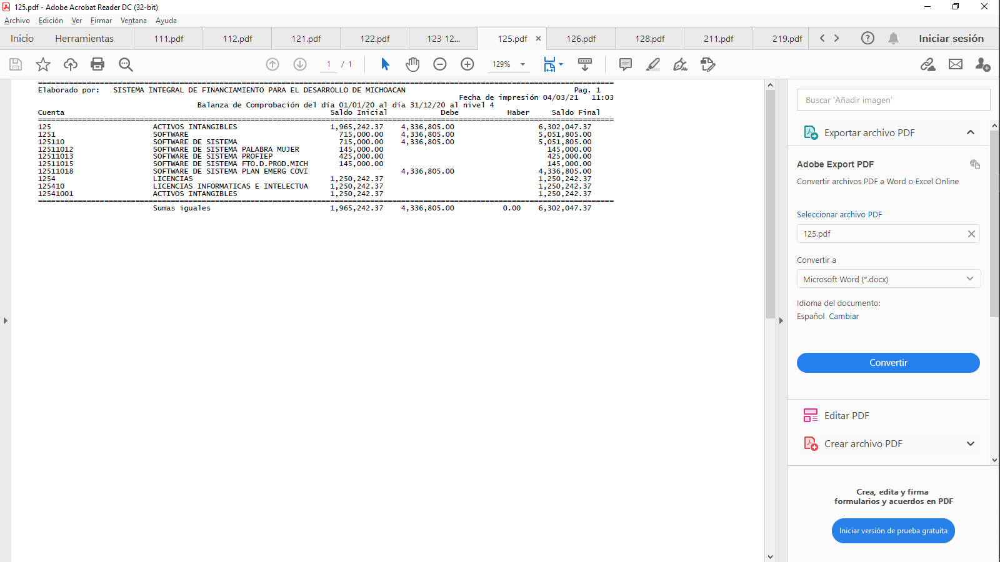 125.pdf - Adobe Acrobat Reader DC (32-bit)
Archivo Edición Ver Firmar Ventana Ayuda
Inicio Herramientas 111.pdf 112.pdf 121.pdf 122.pdf 123 12... 125.pdf × 126.pdf 128.pdf 211.pdf 219.pdf Iniciar sesión
1 / 1 129%
Elaborado por: SISTEMA INTEGRAL DE FINANCIAMIENTO PARA EL DESARROLLO DE MICHOACAN Pag. 1
Fecha de impresión 04/03/21 11:03
Balanza de Comprobación del día 01/01/20 al día 31/12/20 al nivel 4
Cuenta Saldo Inicial Debe Haber Saldo Final
125 ACTIVOS INTANGIBLES 1,965,242.37 4,336,805.00 6,302,047.37
1251 SOFTWARE 715,000.00 4,336,805.00 5,051,805.00
125110 SOFTWARE DE SISTEMA 715,000.00 4,336,805.00 5,051,805.00
12511012 SOFTWARE DE SISTEMA PALABRA MUJER 145,000.00 145,000.00
12511013 SOFTWARE DE SISTEMA PROFIEP 425,000.00 425,000.00
12511015 SOFTWARE DE SISTEMA FTO.D.PROD.MICH 145,000.00 145,000.00
12511018 SOFTWARE DE SISTEMA PLAN EMERG COVI 4,336,805.00 4,336,805.00
1254 LICENCIAS 1,250,242.37 1,250,242.37
125410 LICENCIAS INFORMATICAS E INTELECTUA 1,250,242.37 1,250,242.37
12541001 ACTIVOS INTANGIBLES 1,250,242.37 1,250,242.37
Sumas iguales 1,965,242.37 4,336,805.00 0.00 6,302,047.37
Buscar 'Añadir imagen'
Exportar archivo PDF
Adobe Export PDF
Convertir archivos PDF a Word o Excel Online
Seleccionar archivo PDF
125.pdf
Convertir a
Microsoft Word (*.docx)
Idioma del documento:
Español Cambiar
Convertir
Editar PDF
Crear archivo PDF
Crea, edita y firma
formularios y acuerdos en PDF
Iniciar versión de prueba gratuita